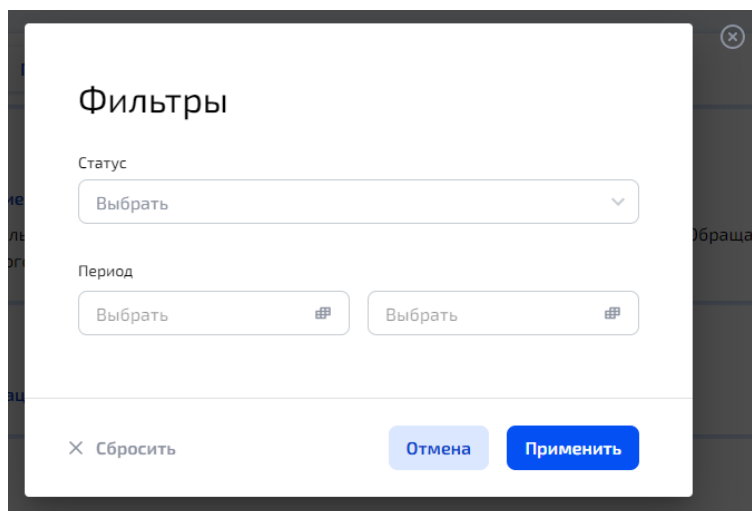 Фильтры
Статус
Выбрать
Период
Выбрать Выбрать
Сбросить Отмена Применить